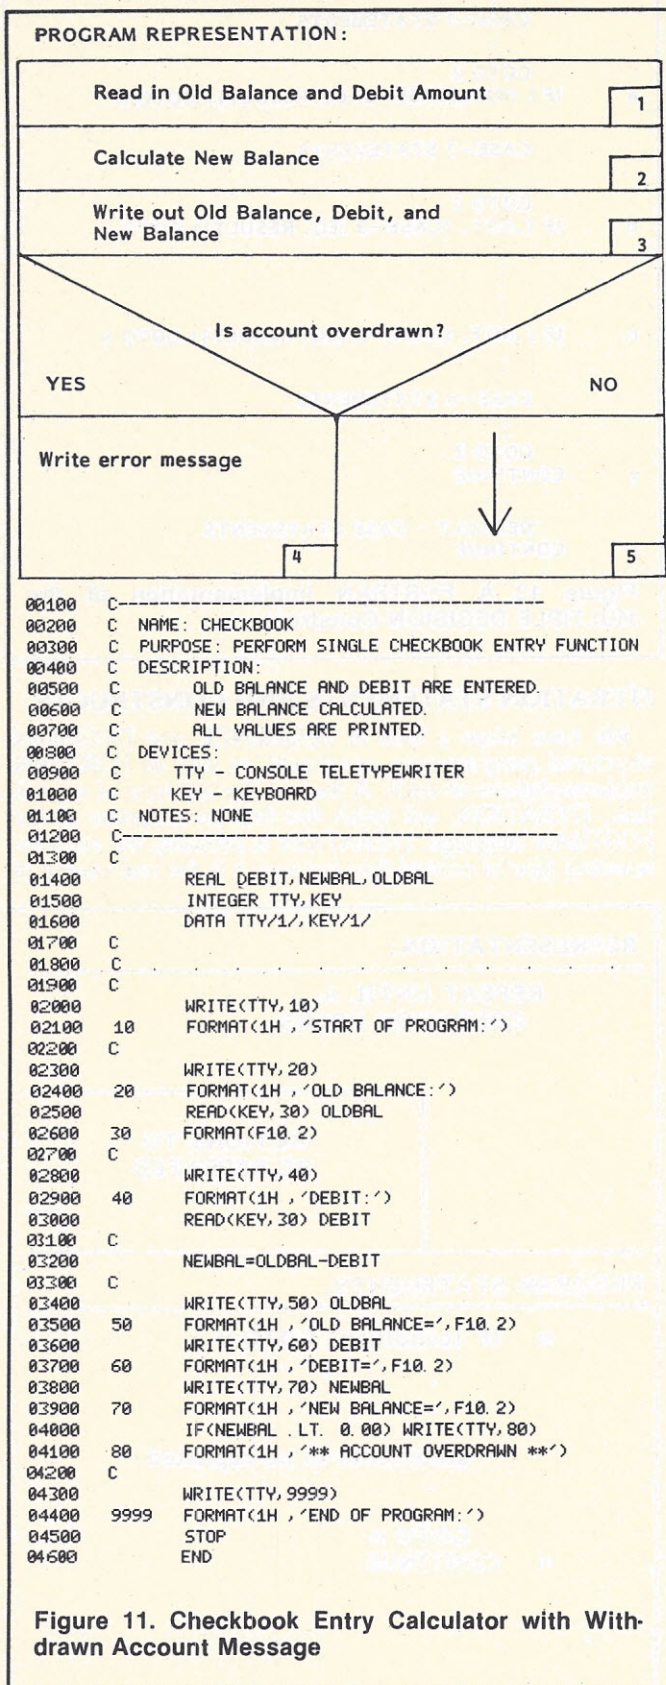 PROGRAM REPRESENTATION:
Read in Old Balance and Debit Amount
1
Calculate New Balance
2
Write out Old Balance, Debit, and
New Balance
3
Is account overdrawn?
YES
NO
Write error message
4
5
00100 C-----------------------------------------------
00200 C NAME: CHECKBOOK
00300 C PURPOSE: PERFORM SINGLE CHECKBOOK ENTRY FUNCTION
00400 C DESCRIPTION:
00500 C OLD BALANCE AND DEBIT ARE ENTERED.
00600 C NEW BALANCE CALCULATED.
00700 C ALL VALUES ARE PRINTED.
00800 C DEVICES:
00900 C TTY - CONSOLE TELETYPEWRITER
01000 C KEY - KEYBOARD
01100 C NOTES: NONE
01200 C-----------------------------------------------
01300 C
01400 REAL DEBIT,NEWBAL,OLDBAL
01500 INTEGER TTY,KEY
01600 DATA TTY/1/,KEY/1/
01700 C
01800 C . . . . . . . . . . . . . . . . . . . . . .
01900 C
02000 WRITE(TTY,10)
02100 10 FORMAT(1H ,'START OF PROGRAM:')
02200 C
02300 WRITE(TTY,20)
02400 20 FORMAT(1H ,'OLD BALANCE:')
02500 READ(KEY,30) OLDBAL
02600 30 FORMAT(F10.2)
02700 C
02800 WRITE(TTY,40)
02900 40 FORMAT(1H ,'DEBIT:')
03000 READ(KEY,30) DEBIT
03100 C
03200 NEWBAL=OLDBAL-DEBIT
03300 C
03400 WRITE(TTY,50) OLDBAL
03500 50 FORMAT(1H ,'OLD BALANCE=',F10.2)
03600 WRITE(TTY,60) DEBIT
03700 60 FORMAT(1H ,'DEBIT=',F10.2)
03800 WRITE(TTY,70) NEWBAL
03900 70 FORMAT(1H ,'NEW BALANCE=',F10.2)
04000 IF(NEWBAL .LT. 0.00) WRITE(TTY,80)
04100 80 FORMAT(1H ,'** ACCOUNT OVERDRAWN **')
04200 C
04300 WRITE(TTY,9999)
04400 9999 FORMAT(1H ,'END OF PROGRAM:')
04500 STOP
04600 END
Figure 11. Checkbook Entry Calculator with With-
drawn Account Message